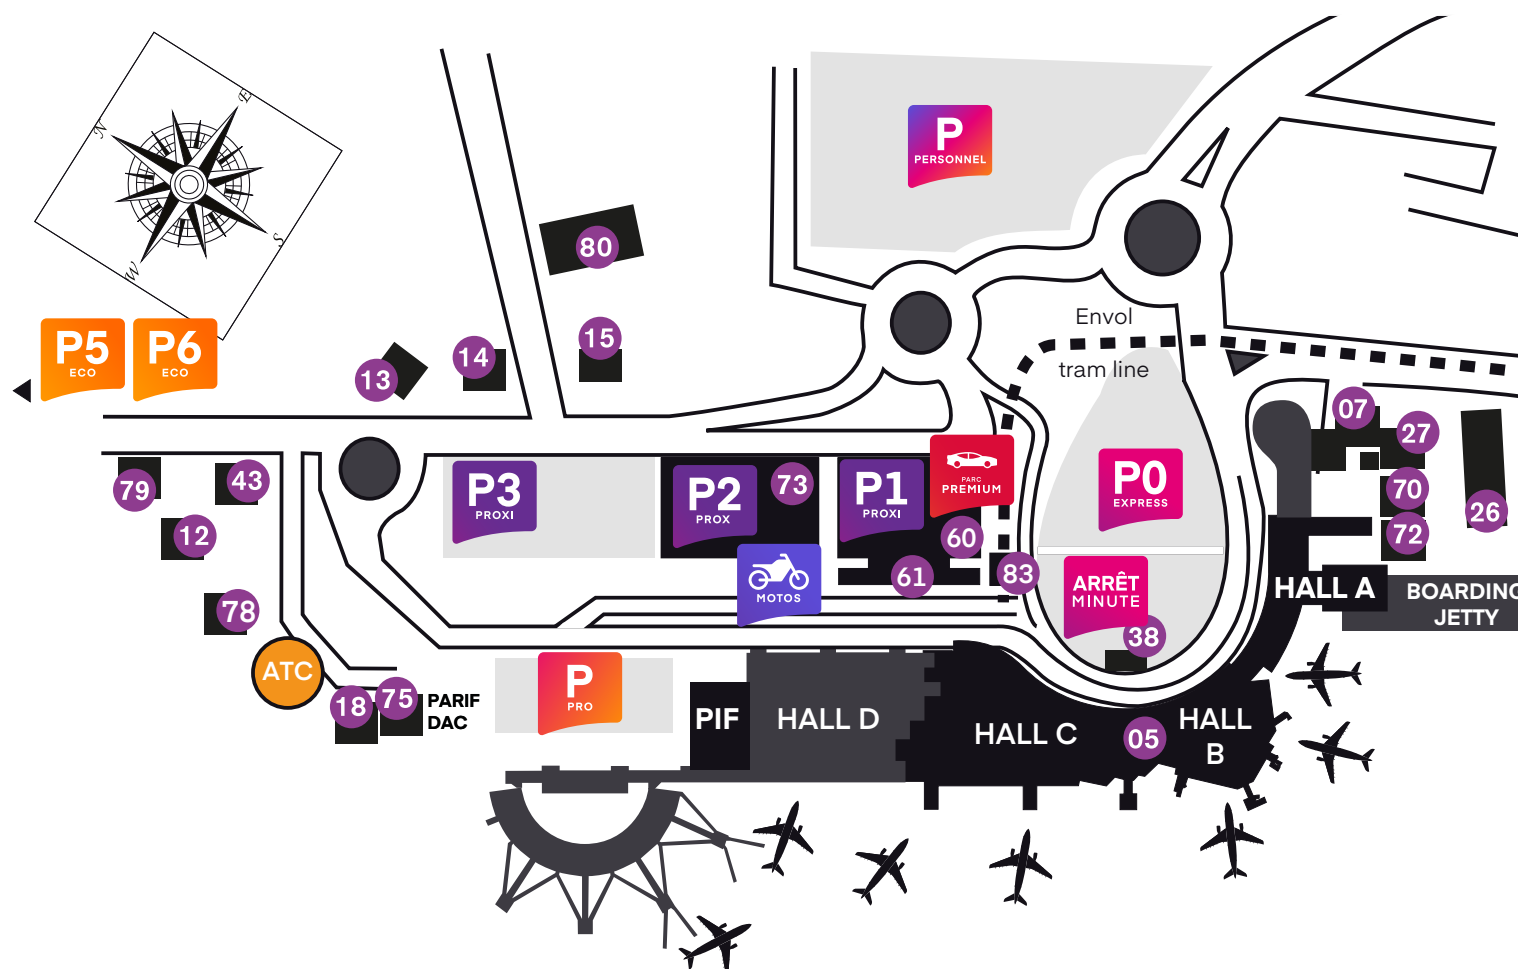 E
N
S
W
P
PERSONNEL
80
Envol
tram line
P5
ECO
P6
ECO
15
14
13
07
27
79
43
12
78
P3
PROXI
P2
PROX
73
P1
PROXI
PARC
PREMIUM
60
61
83
P0
EXPRESS
70
26
72
MOTOS
ARRÊT
MINUTE
38
HALL A
BOARDING
JETTY
ATC
18
75
PARIF
DAC
P
PRO
PIF
HALL D
HALL C
05
HALL
B